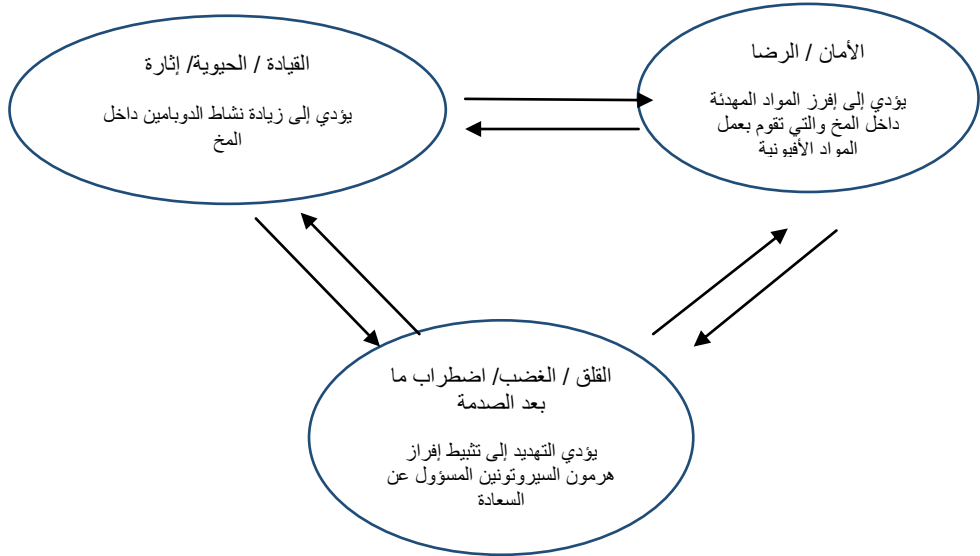 الأمان / الرضا
يؤدي إلى إفرز المواد المهدئة
داخل المخ والتي تقوم بعمل
المواد الأفيونية
القيادة / الحيوية/ إثارة
يؤدي إلى زيادة نشاط الدوبامين داخل
المخ
القلق / الغضب/ اضطراب ما
بعد الصدمة
يؤدي التهديد إلى تثبيط إفراز
هرمون السيروتونين المسؤول عن
السعادة